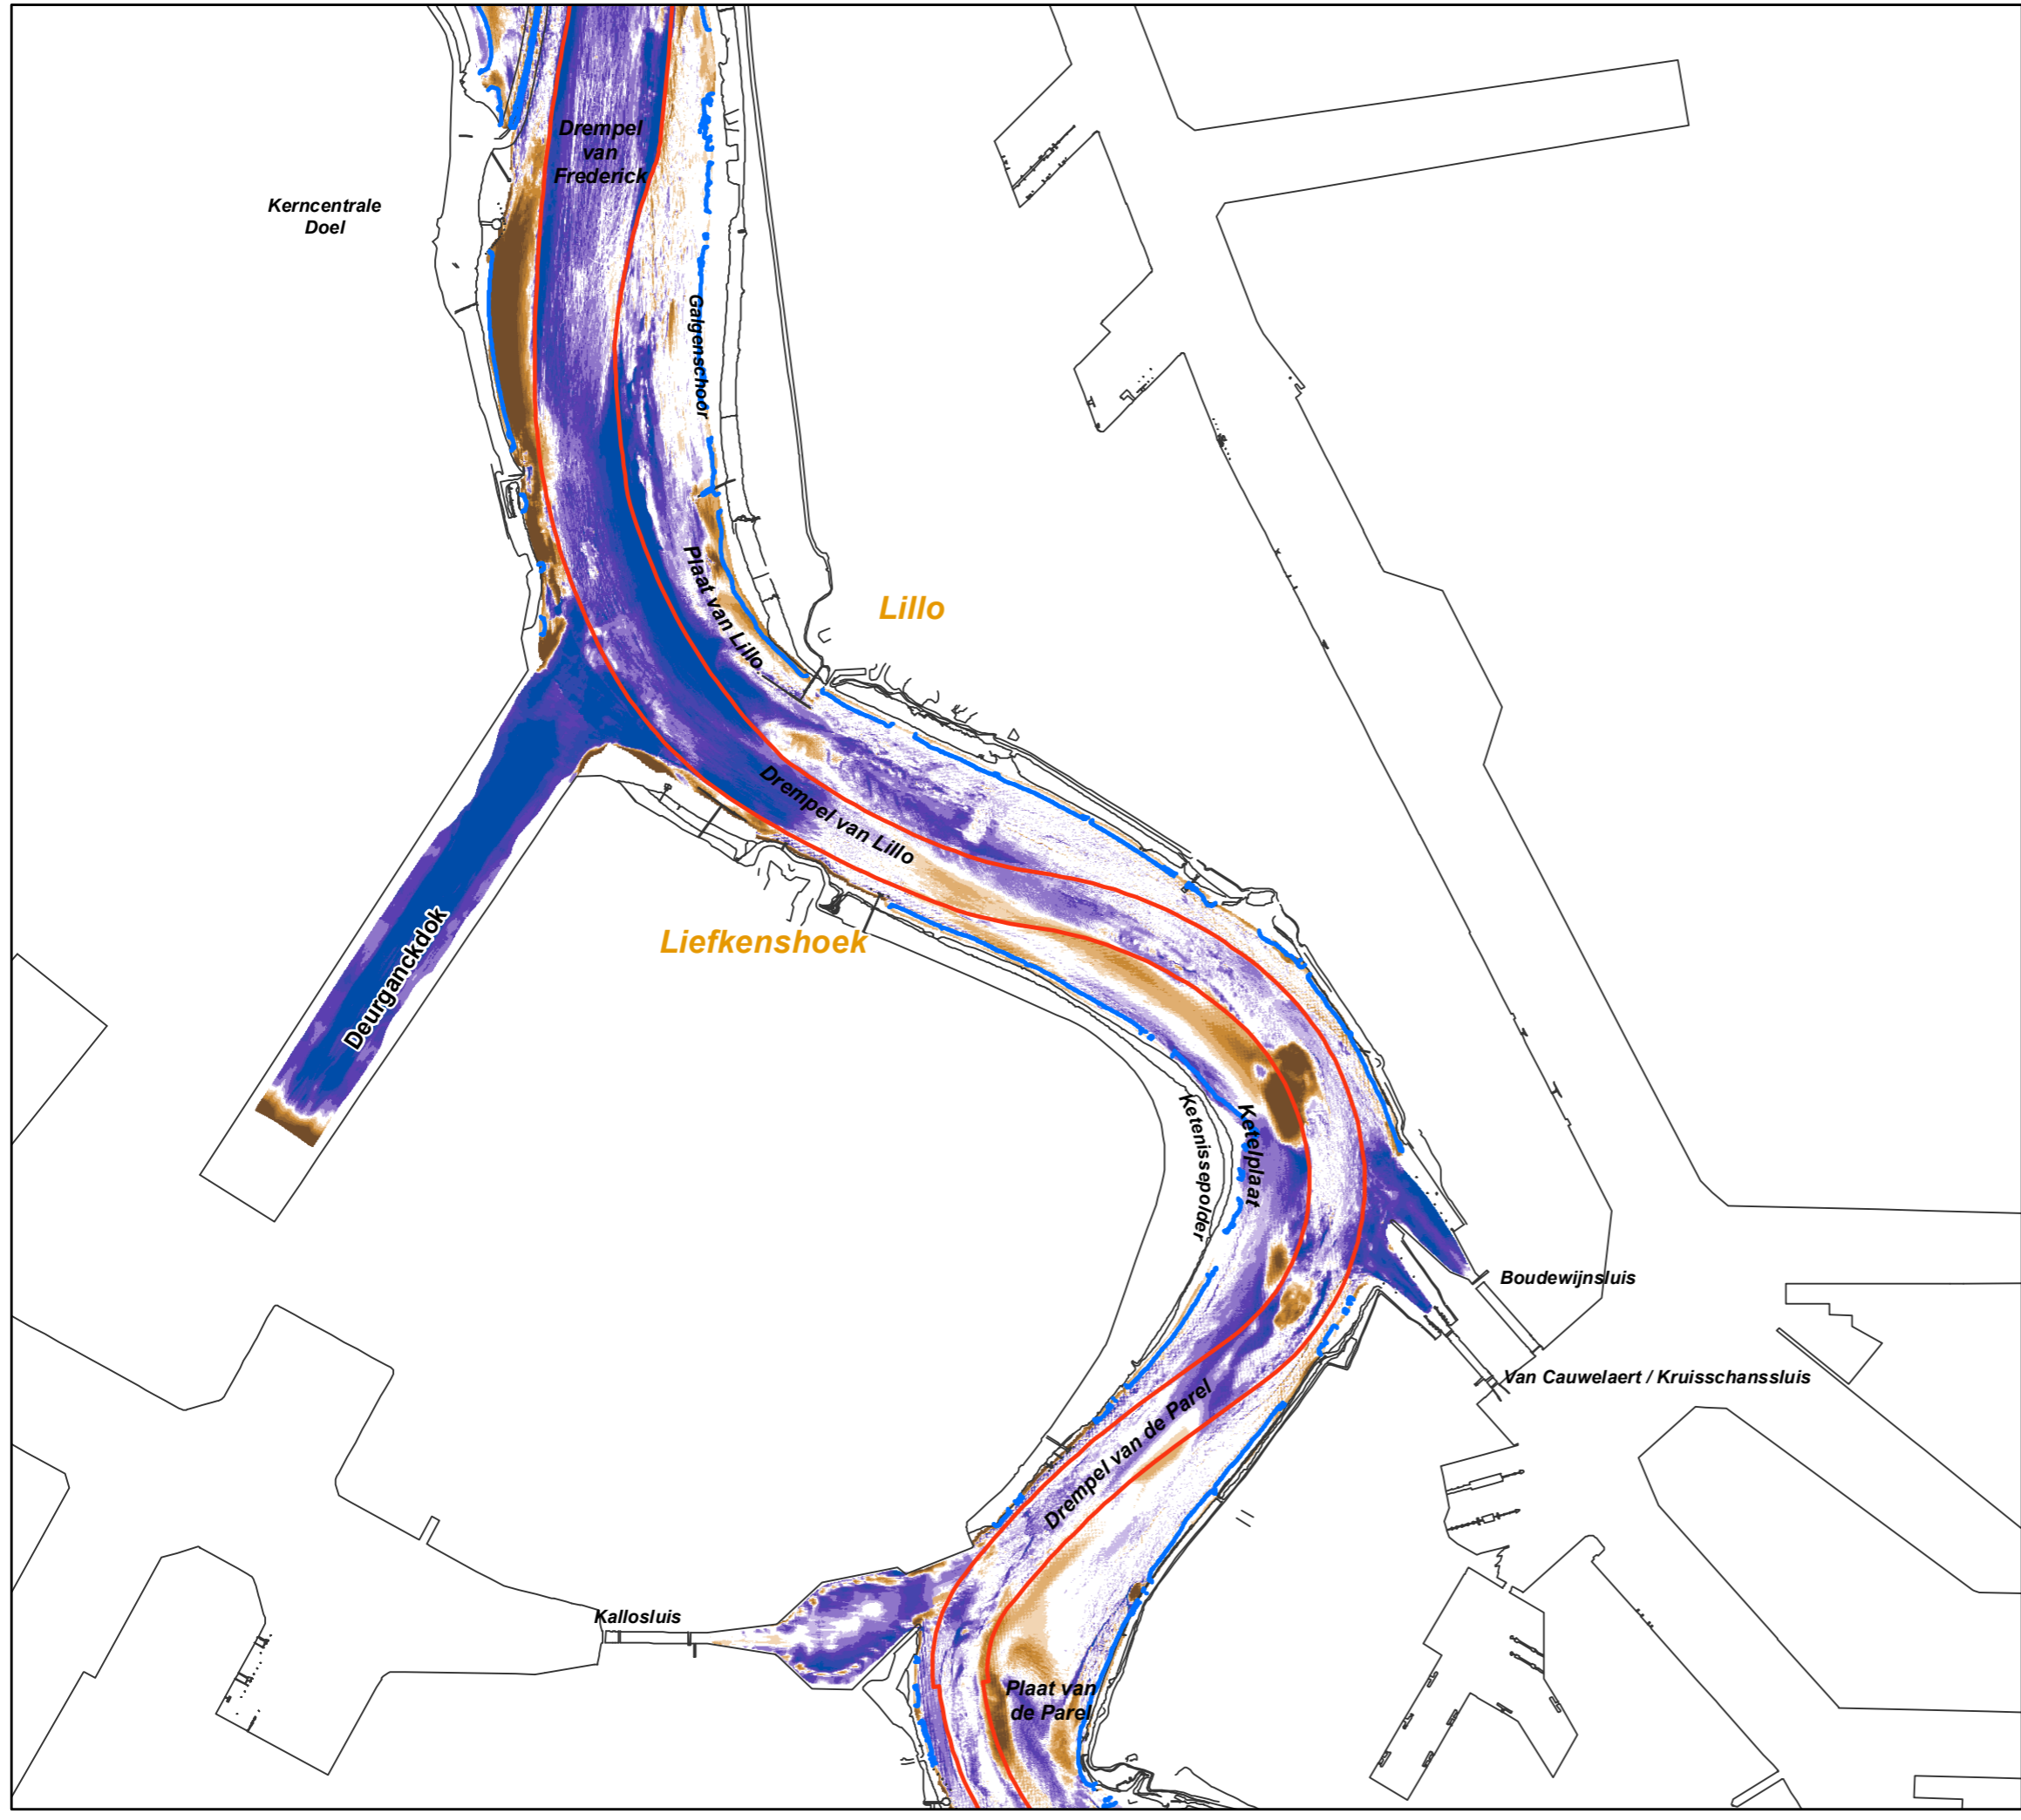 Drempel
van
Frederick
Kerncentrale
Doel
Galgenschoor
Plaat van Lillo
Lillo
Drempel van Lillo
Liefkenshoek
Deurganckdok
Ketenissepolder
Ketelplaat
Boudewijnsluis
Van Cauwelaert / Kruisschanssluis
Drempel van de Parel
Kallosluis
Plaat van
de Parel